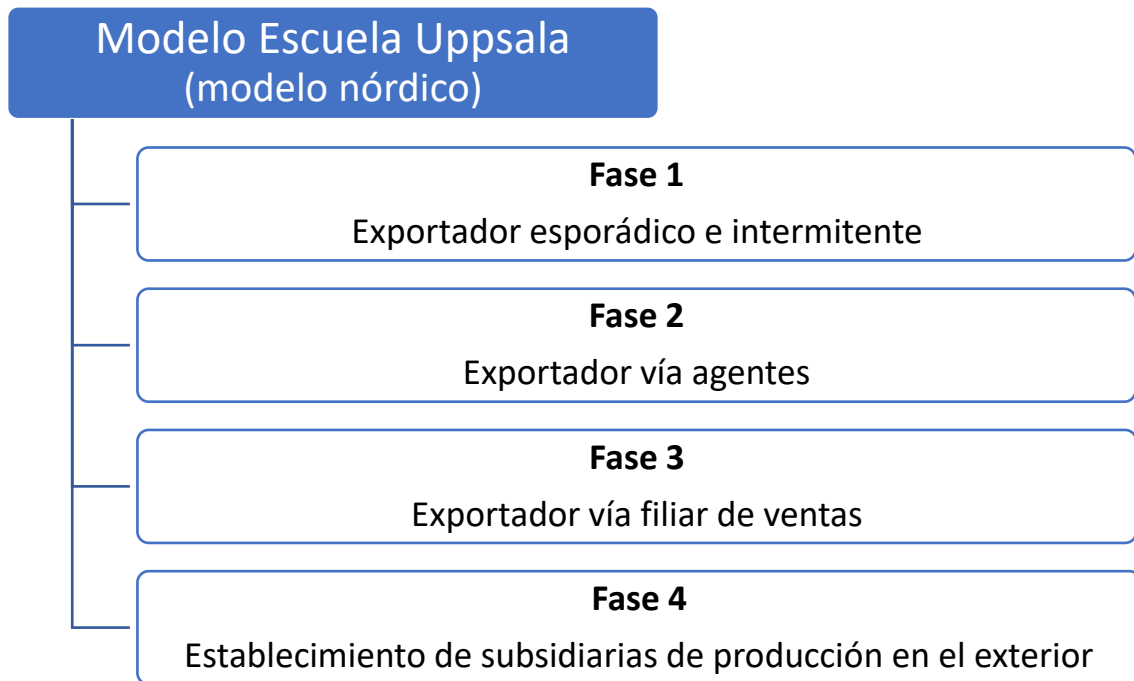 Modelo Escuela Uppsala
(modelo nórdico)
Fase 1
Exportador esporádico e intermitente
Fase 2
Exportador vía agentes
Fase 3
Exportador vía filiar de ventas
Fase 4
Establecimiento de subsidiarias de producción en el exterior